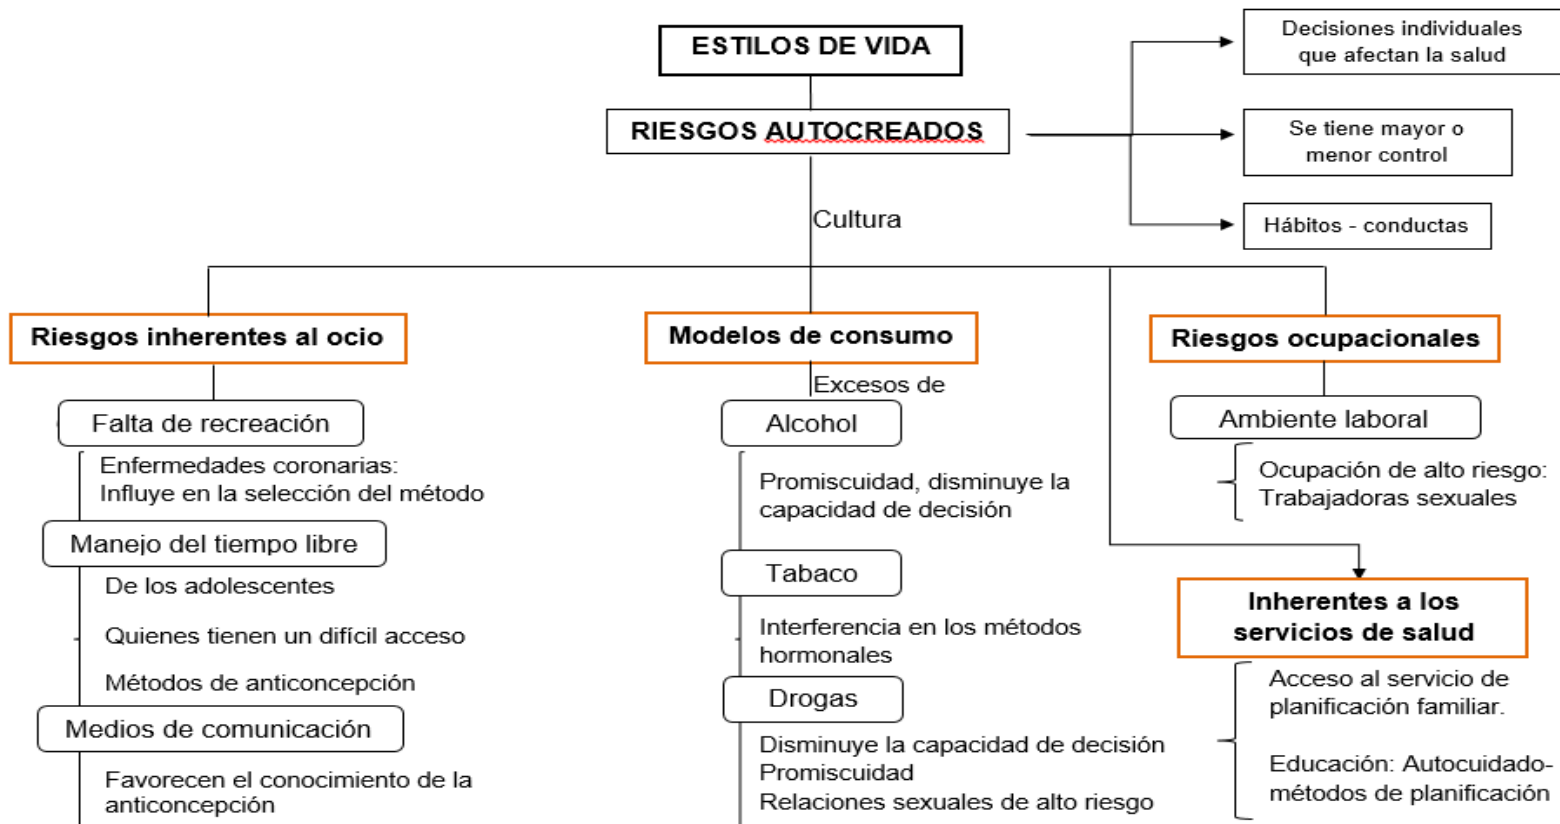 ESTILOS DE VIDA
RIESGOS AUTOCREADOS
Decisiones individuales
que afectan la salud
Se tiene mayor o
menor control
Hábitos - conductas
Cultura
Riesgos inherentes al ocio
Falta de recreación
Enfermedades coronarias:
Influye en la selección del método
Manejo del tiempo libre
De los adolescentes
Quienes tienen un difícil acceso
Métodos de anticoncepción
Medios de comunicación
Favorecen el conocimiento de la
anticoncepción
Modelos de consumo
Excesos de
Alcohol
Promiscuidad, disminuye la
capacidad de decisión
Tabaco
Interferencia en los métodos
hormonales
Drogas
Disminuye la capacidad de decisión
Promiscuidad
Relaciones sexuales de alto riesgo
Riesgos ocupacionales
Ambiente laboral
Ocupación de alto riesgo:
Trabajadoras sexuales
Inherentes a los
servicios de salud
Acceso al servicio de
planificación familiar.
Educación: Autocuidado-
métodos de planificación